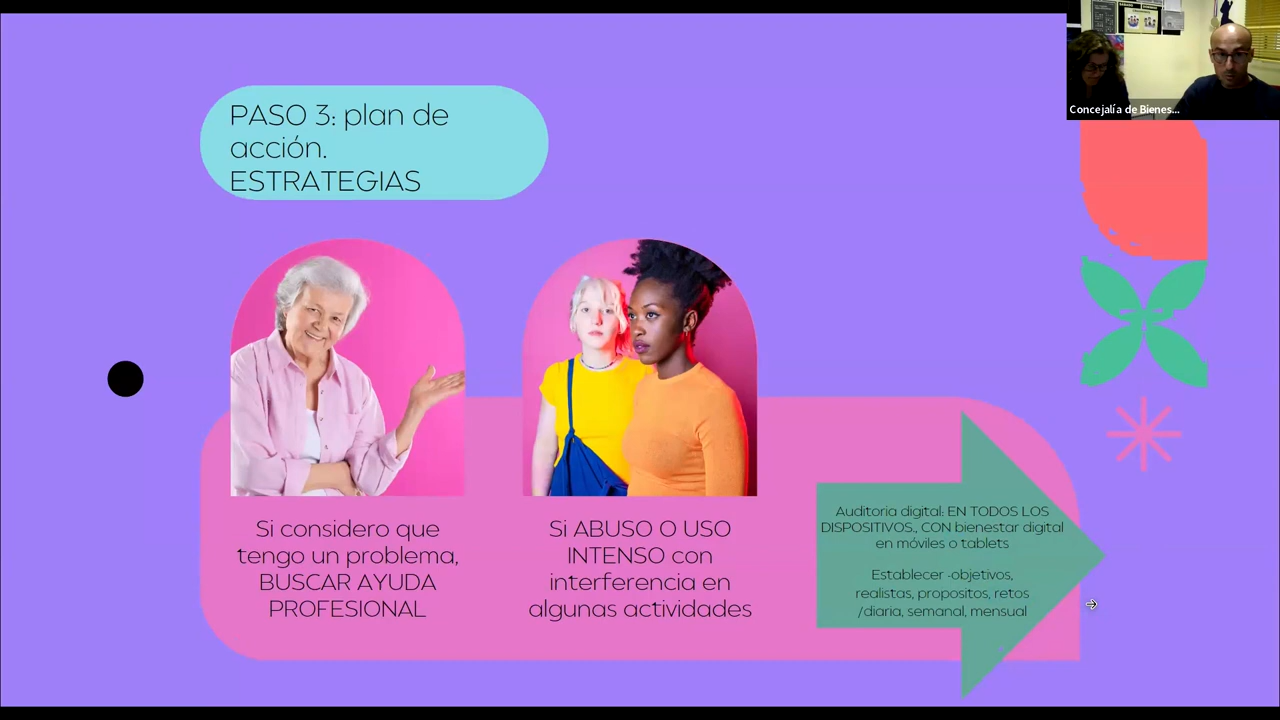 Concejalía de Bienes...
PASO 3: plan de
acción.
ESTRATEGIAS
Si considero que
tengo un problema,
BUSCAR AYUDA
PROFESIONAL
Si ABUSO O USO
INTENSO con
interferencia en
algunas actividades
Auditoria digital: EN TODOS LOS
DISPOSITIVOS., CON bienestar digital
en móviles o tablets
Establecer -objetivos,
realistas, propositos, retos
/diaria, semanal, mensual